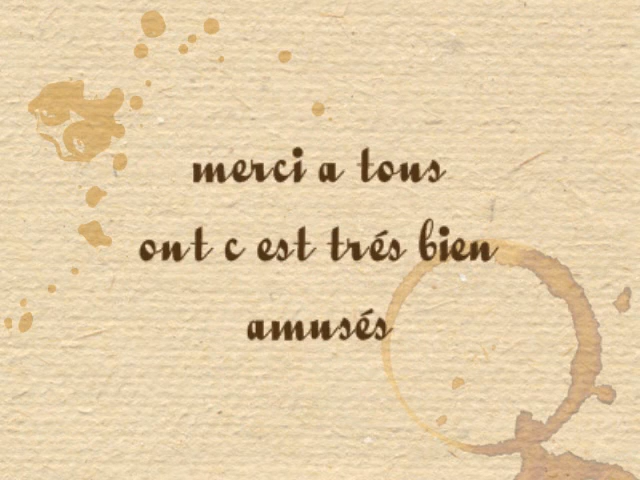 merci a tous
ont c est trés bien
amusés